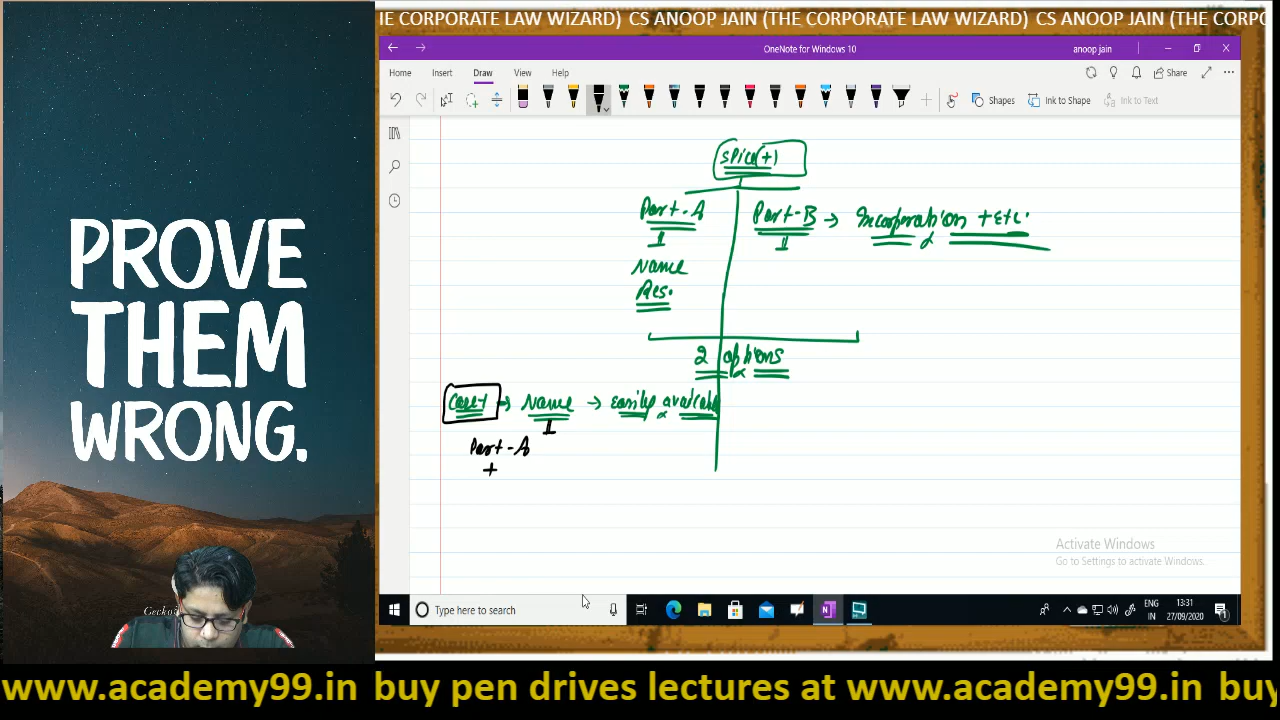 IE CORPORATE LAW WIZARD) CS ANOOP JAIN (THE CORPORATE LAW WIZARD) CS ANOOP JAIN (THE CORPO
OneNote for Windows 10
anoop jain
Home Insert Draw View Help
Share
Shapes
Ink to Shape
Ink to Text
SPice(+)
Part-A
Part-B → Incorporation + Etc.
Name
Res.
2 options
Case-1 → Name → easily available
Part-A
+
PROVE
THEM
WRONG.
Activate Windows
Go to Settings to activate Windows.
Type here to search
ENG
IN
13:31
27/09/2020
www.academy99.in buy pen drives lectures at www.academy99.in buy